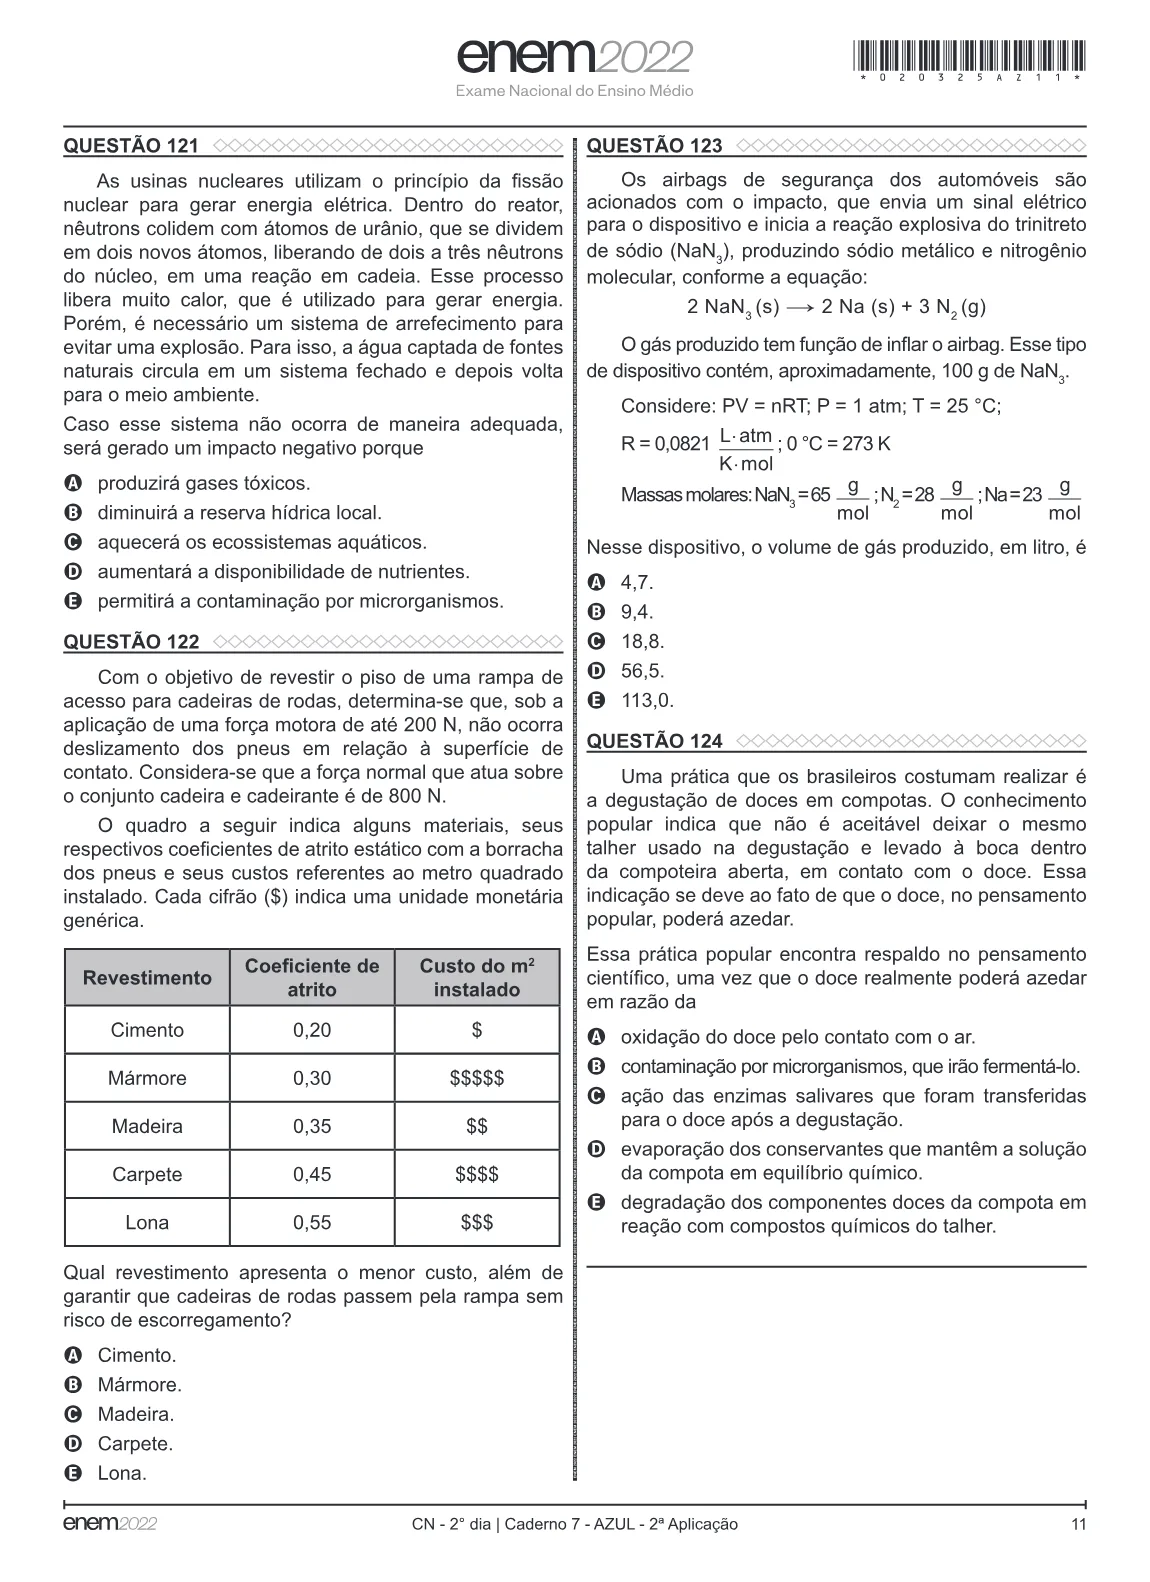 enem2022
Exame Nacional do Ensino Médio
*020325AZ11*
QUESTÃO 121
As usinas nucleares utilizam o princípio da fissão
nuclear para gerar energia elétrica. Dentro do reator,
nêutrons colidem com átomos de urânio, que se dividem
em dois novos átomos, liberando de dois a três nêutrons
do núcleo, em uma reação em cadeia. Esse processo
libera muito calor, que é utilizado para gerar energia.
Porém, é necessário um sistema de arrefecimento para
evitar uma explosão. Para isso, a água captada de fontes
naturais circula em um sistema fechado e depois volta
para o meio ambiente.
Caso esse sistema não ocorra de maneira adequada,
será gerado um impacto negativo porque
A produzirá gases tóxicos.
B diminuirá a reserva hídrica local.
C aquecerá os ecossistemas aquáticos.
D aumentará a disponibilidade de nutrientes.
E permitirá a contaminação por microrganismos.
QUESTÃO 122
Com o objetivo de revestir o piso de uma rampa de
acesso para cadeiras de rodas, determina-se que, sob a
aplicação de uma força motora de até 200 N, não ocorra
deslizamento dos pneus em relação à superfície de
contato. Considera-se que a força normal que atua sobre
o conjunto cadeira e cadeirante é de 800 N.
O quadro a seguir indica alguns materiais, seus
respectivos coeficientes de atrito estático com a borracha
dos pneus e seus custos referentes ao metro quadrado
instalado. Cada cifrão ($) indica uma unidade monetária
genérica.
Revestimento Coeficiente de atrito Custo do m² instalado
Cimento 0,20 $
Mármore 0,30 $$$$$
Madeira 0,35 $$
Carpete 0,45 $$$$
Lona 0,55 $$$
Qual revestimento apresenta o menor custo, além de
garantir que cadeiras de rodas passem pela rampa sem
risco de escorregamento?
A Cimento.
B Mármore.
C Madeira.
D Carpete.
E Lona.
QUESTÃO 123
Os airbags de segurança dos automóveis são
acionados com o impacto, que envia um sinal elétrico
para o dispositivo e inicia a reação explosiva do trinitreto
de sódio (NaN₃), produzindo sódio metálico e nitrogênio
molecular, conforme a equação:
2 NaN₃ (s) ⟶ 2 Na (s) + 3 N₂ (g)
O gás produzido tem função de inflar o airbag. Esse tipo
de dispositivo contém, aproximadamente, 100 g de NaN₃.
Considere: PV = nRT; P = 1 atm; T = 25 °C;
R = 0,0821 L·atm / K·mol ; 0 °C = 273 K
Massas molares: NaN₃ = 65 g/mol ; N₂ = 28 g/mol ; Na = 23 g/mol
Nesse dispositivo, o volume de gás produzido, em litro, é
A 4,7.
B 9,4.
C 18,8.
D 56,5.
E 113,0.
QUESTÃO 124
Uma prática que os brasileiros costumam realizar é
a degustação de doces em compotas. O conhecimento
popular indica que não é aceitável deixar o mesmo
talher usado na degustação e levado à boca dentro
da compoteira aberta, em contato com o doce. Essa
indicação se deve ao fato de que o doce, no pensamento
popular, poderá azedar.
Essa prática popular encontra respaldo no pensamento
científico, uma vez que o doce realmente poderá azedar
em razão da
A oxidação do doce pelo contato com o ar.
B contaminação por microrganismos, que irão fermentá-lo.
C ação das enzimas salivares que foram transferidas
para o doce após a degustação.
D evaporação dos conservantes que mantêm a solução
da compota em equilíbrio químico.
E degradação dos componentes doces da compota em
reação com compostos químicos do talher.
enem2022
CN - 2° dia | Caderno 7 - AZUL - 2ª Aplicação
11